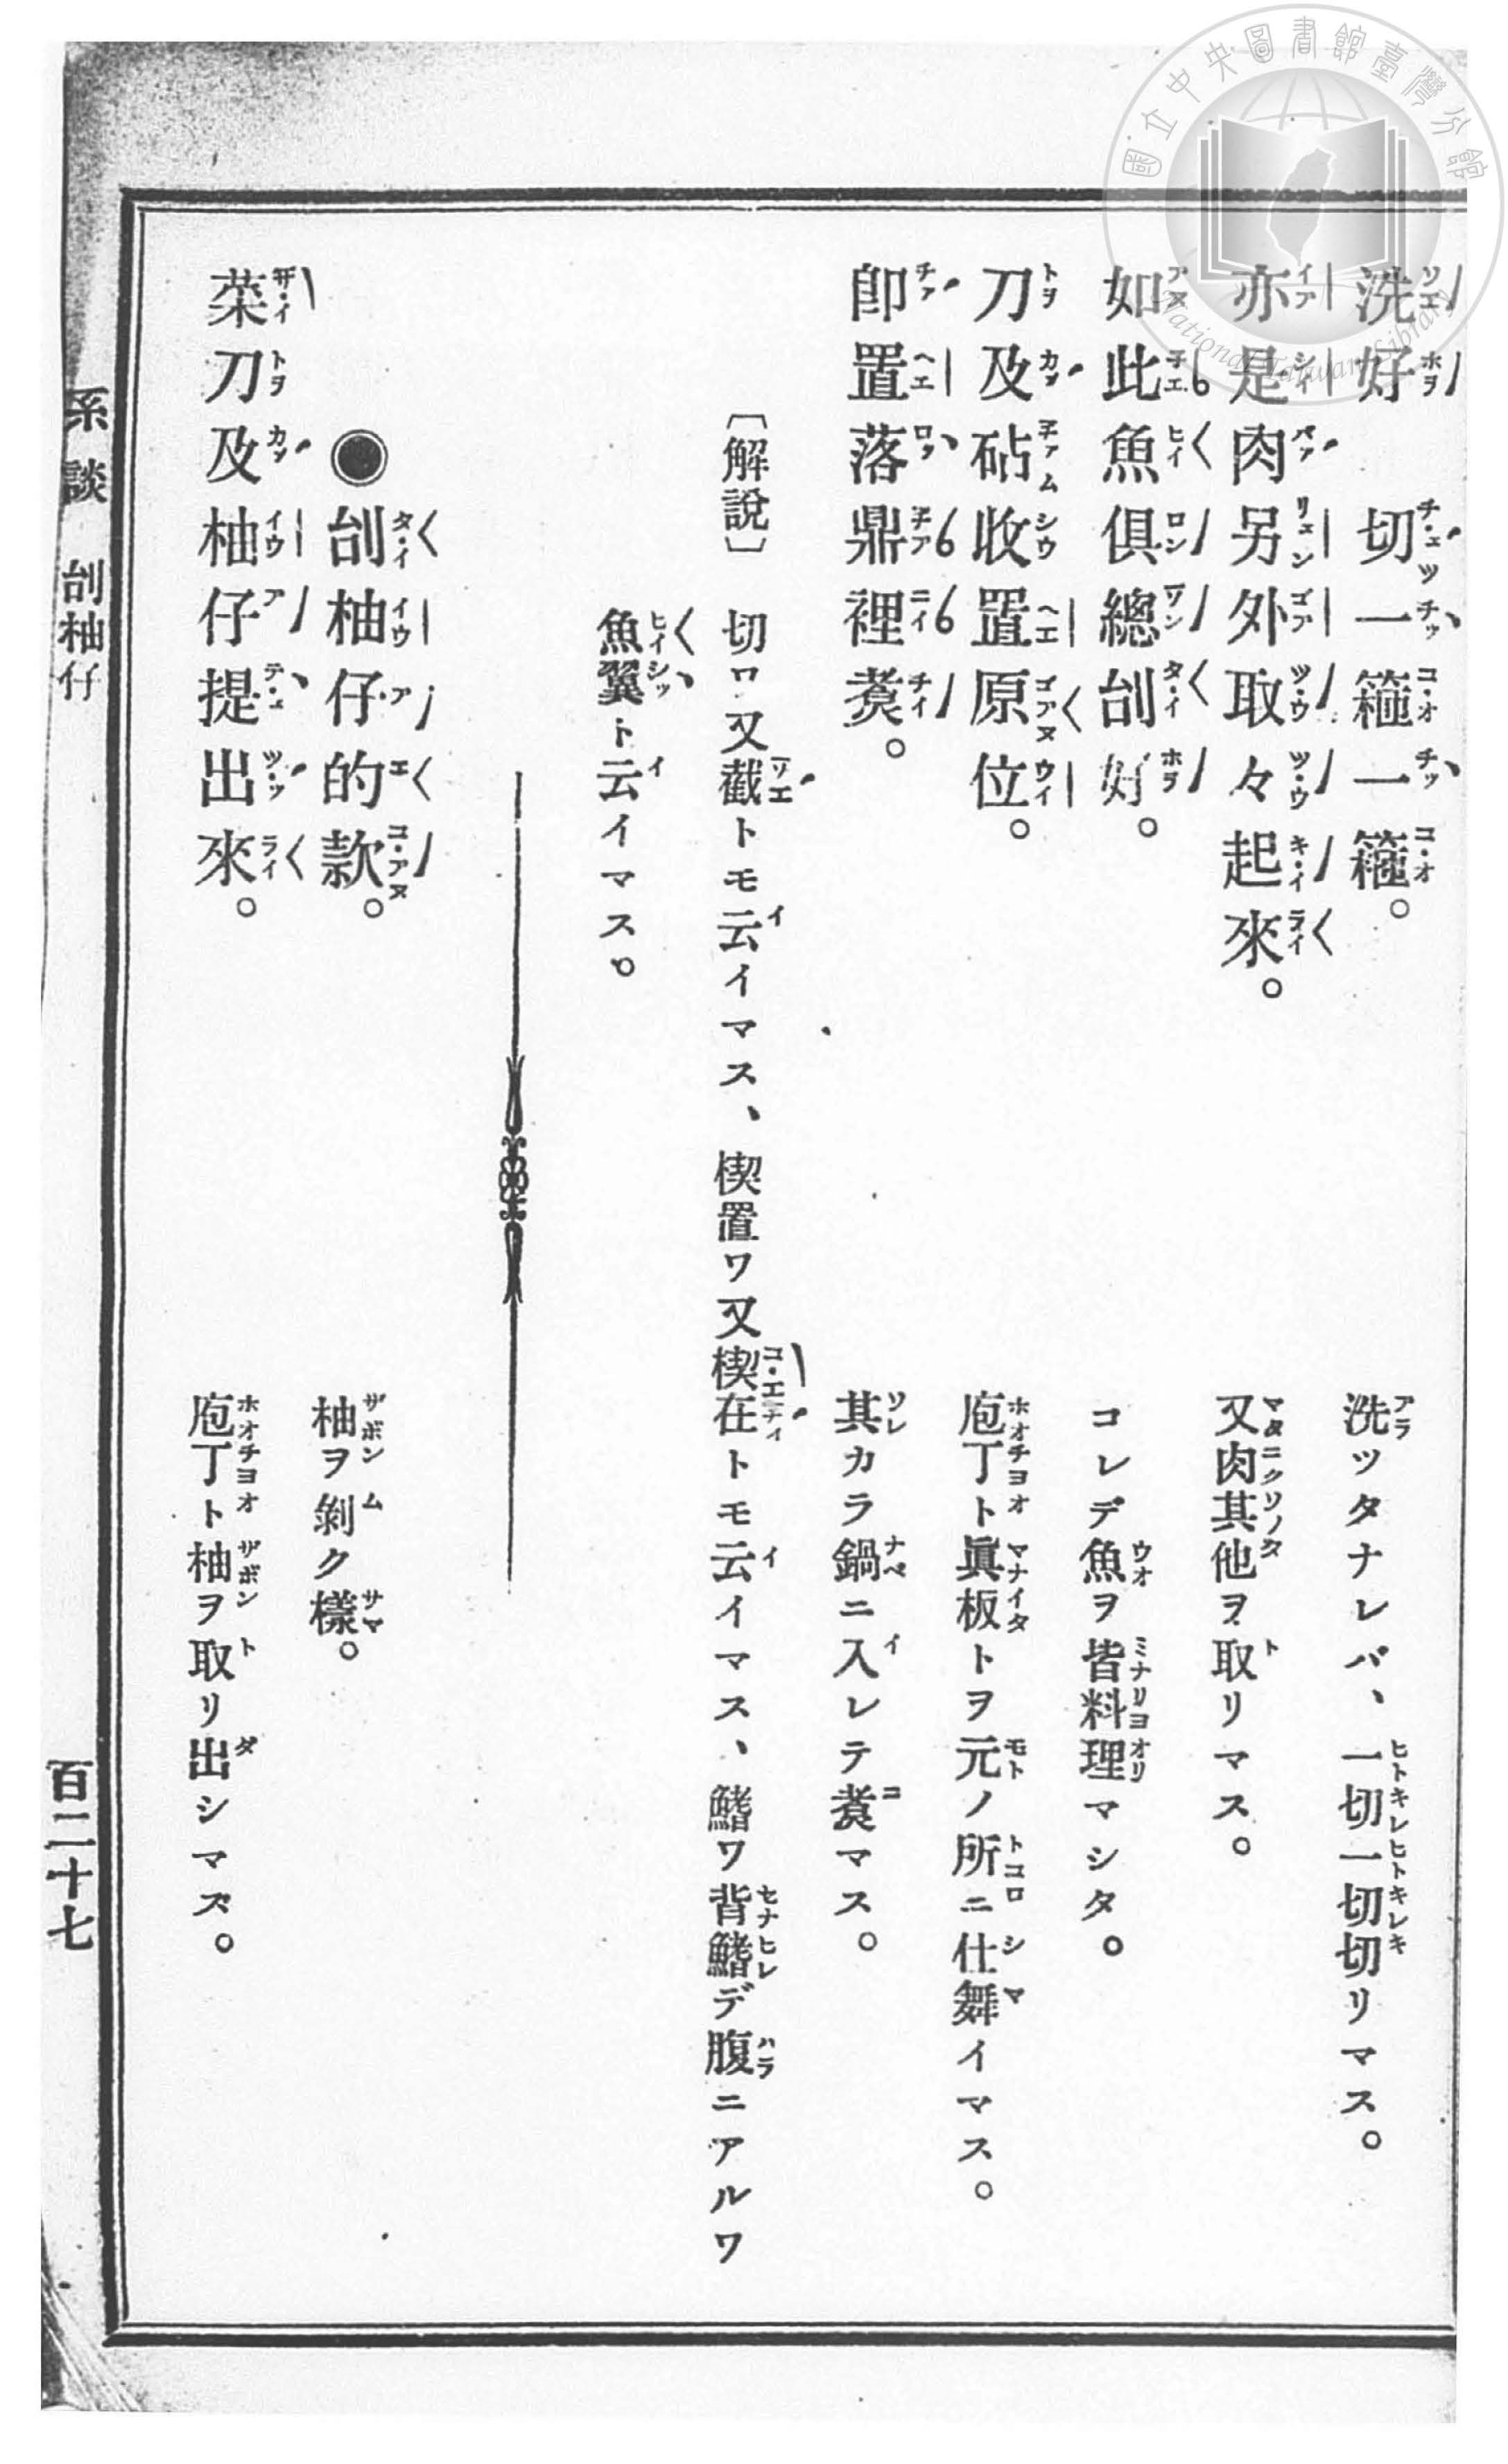 國立中央圖書館臺灣分館
National Taiwan Library
洗好 切一箍一箍。
洗ッタナレバ、一切一切切リマス。
亦是肉另外取々起來。
又肉其他ヲ取リマス。
如此魚俱總刣好。
コレデ魚ヲ皆料理マシタ。
刀及砧收置原位。
庖丁ト眞板トヲ元ノ所ニ仕舞イマス。
卽置落鼎裡煑。
其カラ鍋ニ入レテ煑マス。
〔解說〕 切ワ又截トモ云イマス、楔置ワ又楔在トモ云イマス、鰭ワ背鰭デ腹ニアルワ
魚翼ト云イマス。
●刣柚仔的款。
柚ヲ剝ク樣。
菜刀及柚仔提出來。
庖丁ト柚ヲ取リ出シマス。
系談 刣柚仔
百二十七